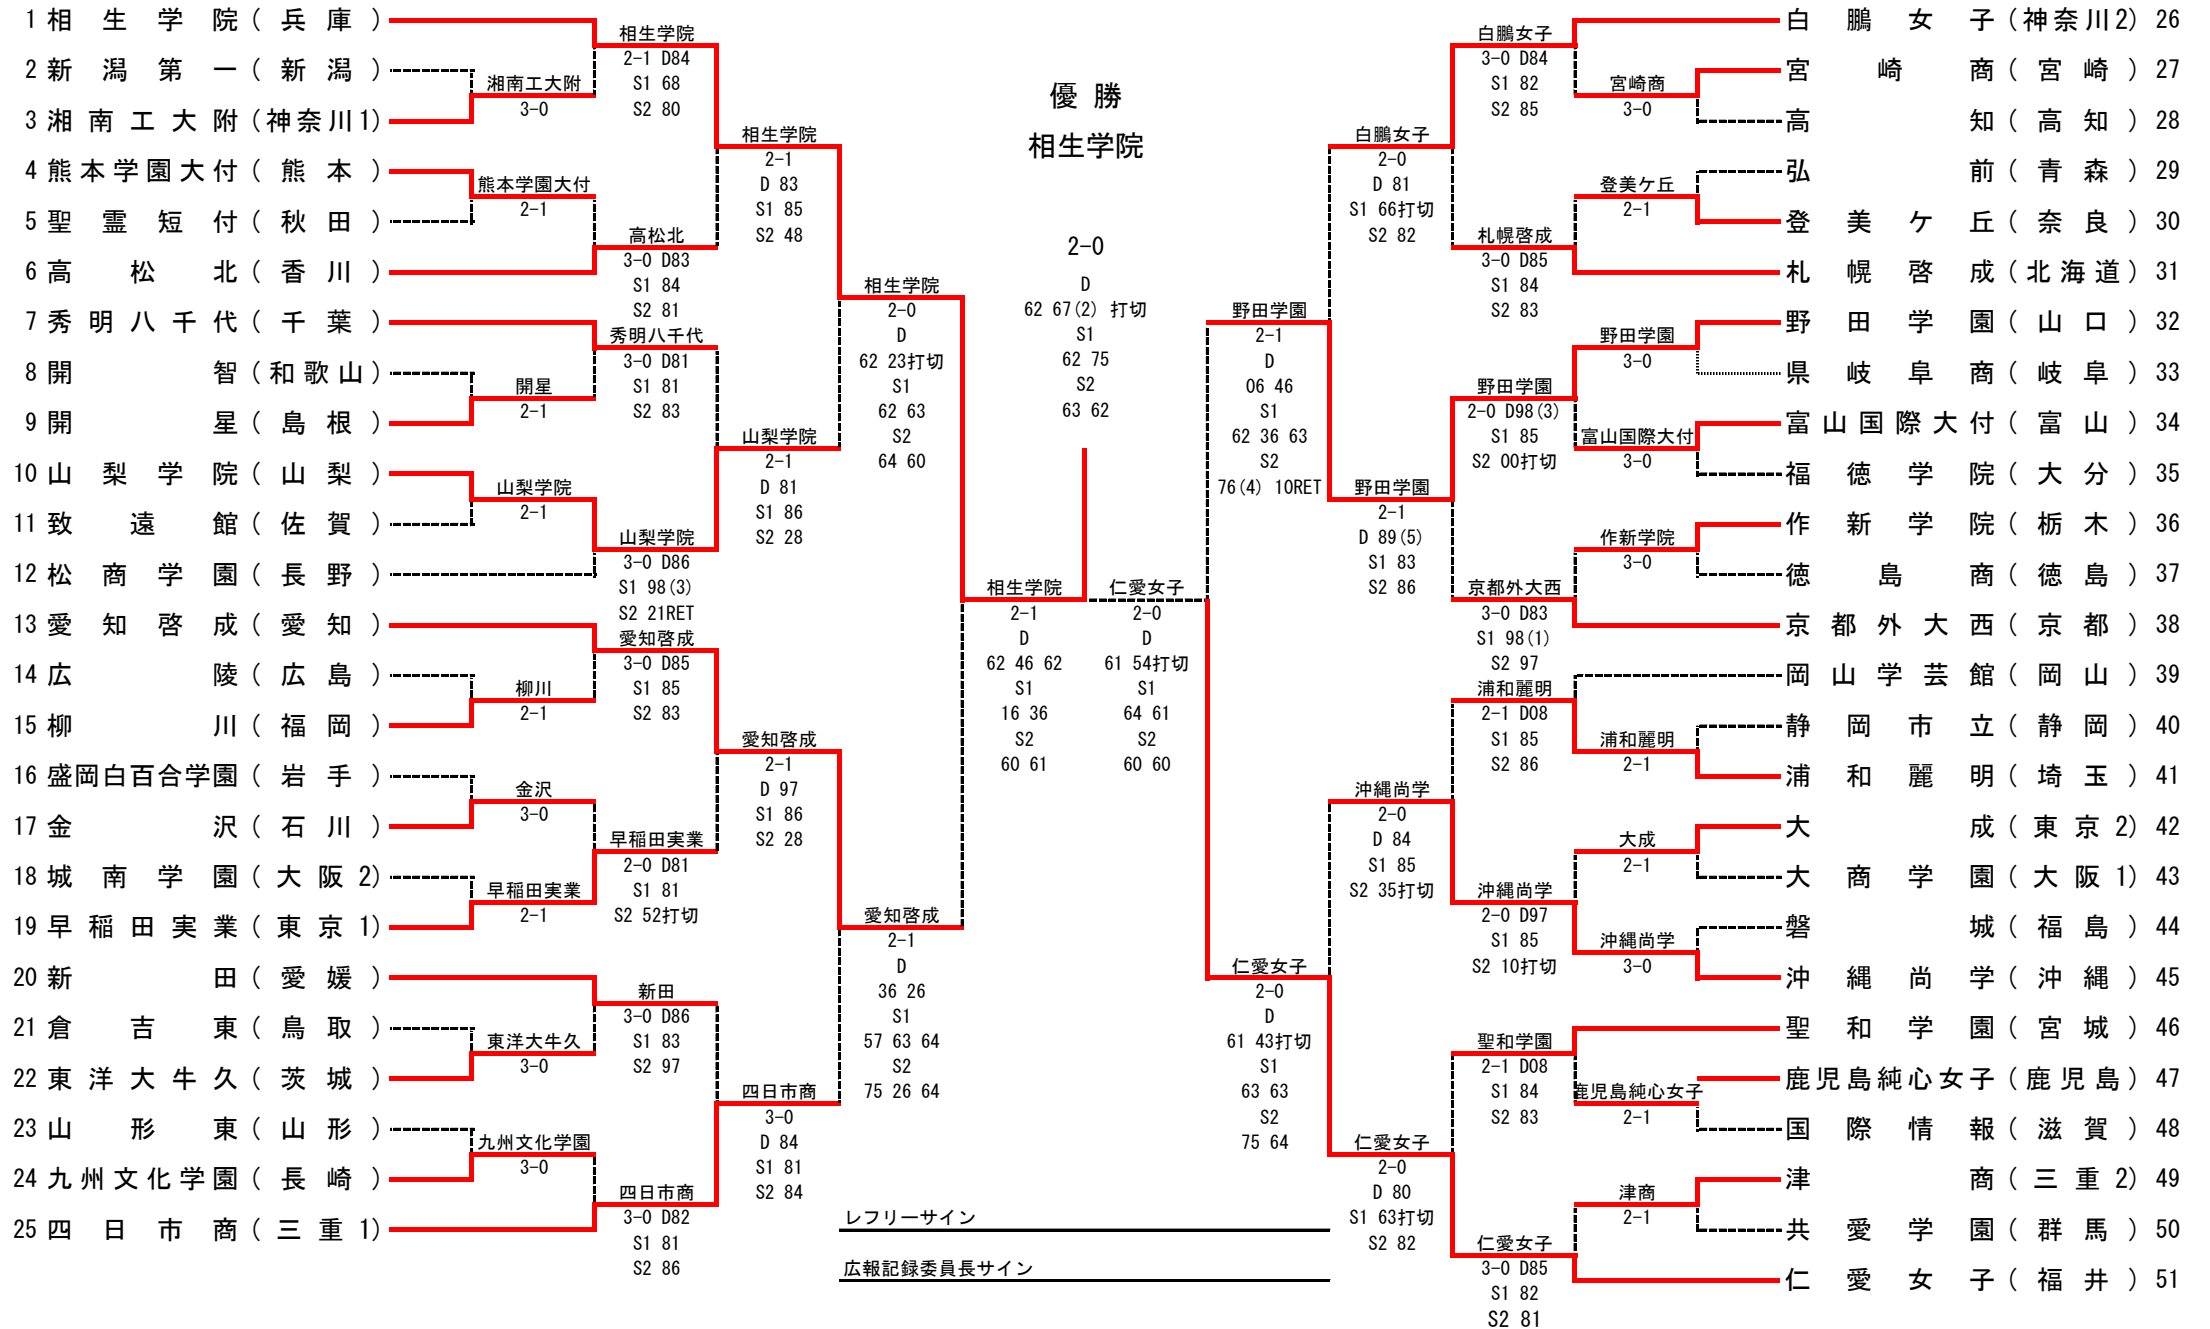 1 相生学院（兵庫）
2 新潟第一（新潟）
3 湘南工大附（神奈川1）
4 熊本学園大付（熊本）
5 聖霊短付（秋田）
6 高松北（香川）
7 秀明八千代（千葉）
8 開智（和歌山）
9 開星（島根）
10 山梨学院（山梨）
11 致遠館（佐賀）
12 松商学園（長野）
13 愛知啓成（愛知）
14 広陵（広島）
15 柳川（福岡）
16 盛岡白百合学園（岩手）
17 金沢（石川）
18 城南学園（大阪2）
19 早稲田実業（東京1）
20 新田（愛媛）
21 倉吉東（鳥取）
22 東洋大牛久（茨城）
23 山形東（山形）
24 九州文化学園（長崎）
25 四日市商（三重1）
湘南工大附
3-0
熊本学園大付
2-1
開星
2-1
山梨学院
2-1
柳川
2-1
金沢
3-0
早稲田実業
2-1
東洋大牛久
3-0
九州文化学園
3-0
相生学院
2-1 D84
S1 68
S2 80
高松北
3-0 D83
S1 84
S2 81
秀明八千代
3-0 D81
S1 81
S2 83
山梨学院
3-0 D86
S1 98(3)
S2 21RET
愛知啓成
3-0 D85
S1 85
S2 83
早稲田実業
2-0 D81
S1 81
S2 52打切
新田
3-0 D86
S1 83
S2 97
四日市商
3-0 D82
S1 81
S2 86
相生学院
2-1
D 83
S1 85
S2 48
山梨学院
2-1
D 81
S1 86
S2 28
愛知啓成
2-1
D 97
S1 86
S2 28
四日市商
3-0
D 84
S1 81
S2 84
相生学院
2-0
D
62 23打切
S1
62 63
S2
64 60
愛知啓成
2-1
D
36 26
S1
57 63 64
S2
75 26 64
相生学院
2-1
D
62 46 62
S1
16 36
S2
60 61
優勝
相生学院
2-0
D
62 67(2) 打切
S1
62 75
S2
63 62
仁愛女子
2-0
D
61 54打切
S1
64 61
S2
60 60
野田学園
2-1
D
06 46
S1
62 36 63
S2
76(4) 10RET
仁愛女子
2-0
D
61 43打切
S1
63 63
S2
75 64
白鵬女子
2-0
D 81
S1 66打切
S2 82
野田学園
2-1
D 89(5)
S1 83
S2 86
沖縄尚学
2-0
D 84
S1 85
S2 35打切
仁愛女子
2-0
D 80
S1 63打切
S2 82
白鵬女子
3-0 D84
S1 82
S2 85
札幌啓成
3-0 D85
S1 84
S2 83
野田学園
2-0 D98(3)
S1 85
S2 00打切
京都外大西
3-0 D83
S1 98(1)
S2 97
浦和麗明
2-1 D08
S1 85
S2 86
沖縄尚学
2-0 D97
S1 85
S2 10打切
聖和学園
2-1 D08
S1 84
S2 83
仁愛女子
3-0 D85
S1 82
S2 81
宮崎商
3-0
登美ケ丘
2-1
野田学園
3-0
富山国際大付
3-0
作新学院
3-0
浦和麗明
2-1
大成
2-1
沖縄尚学
3-0
鹿児島純心女子
2-1
津商
2-1
白鵬女子（神奈川2）26
宮崎商（宮崎）27
高知（高知）28
弘前（青森）29
登美ケ丘（奈良）30
札幌啓成（北海道）31
野田学園（山口）32
県岐阜商（岐阜）33
富山国際大付（富山）34
福徳学院（大分）35
作新学院（栃木）36
徳島商（徳島）37
京都外大西（京都）38
岡山学芸館（岡山）39
静岡市立（静岡）40
浦和麗明（埼玉）41
大成（東京2）42
大商学園（大阪1）43
磐城（福島）44
沖縄尚学（沖縄）45
聖和学園（宮城）46
鹿児島純心女子（鹿児島）47
国際情報（滋賀）48
津商（三重2）49
共愛学園（群馬）50
仁愛女子（福井）51
レフリーサイン
広報記録委員長サイン